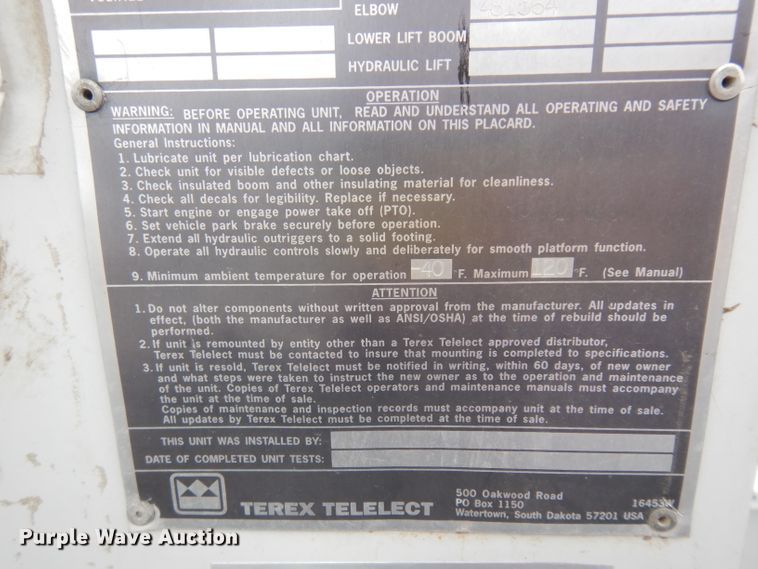 ELBOW
LOWER LIFT BOOM
HYDRAULIC LIFT
OPERATION
WARNING: BEFORE OPERATING UNIT, READ AND UNDERSTAND ALL OPERATING AND SAFETY
INFORMATION IN MANUAL AND ALL INFORMATION ON THIS PLACARD.
General Instructions:
1. Lubricate unit per lubrication chart.
2. Check unit for visible defects or loose objects.
3. Check insulated boom and other insulating material for cleanliness.
4. Check all decals for legibility. Replace if necessary.
5. Start engine or engage power take off (PTO).
6. Set vehicle park brake securely before operation.
7. Extend all hydraulic outriggers to a solid footing.
8. Operate all hydraulic controls slowly and deliberately for smooth platform function.
9. Minimum ambient temperature for operation -40 °F. Maximum 120 °F. (See Manual)
ATTENTION
1. Do not alter components without written approval from the manufacturer. All updates in
effect, (both the manufacturer as well as ANSI/OSHA) at the time of rebuild should be
performed.
2. If unit is remounted by entity other than a Terex Telelect approved distributor,
Terex Telelect must be contacted to insure that mounting is completed to specifications.
3. If unit is resold, Terex Telelect must be notified in writing, within 60 days, of new owner
and what steps were taken to instruct the new owner as to the operation and maintenance
of the unit. Copies of Terex Telelect operators and maintenance manuals must accompany
the unit at the time of sale.
Copies of maintenance and inspection records must accompany unit at the time of sale.
All updates by Terex Telelect must be completed at the time of sale.
THIS UNIT WAS INSTALLED BY:
DATE OF COMPLETED UNIT TESTS:
TEREX TELELECT
500 Oakwood Road
PO Box 1150
Watertown, South Dakota 57201 USA
Purple Wave Auction